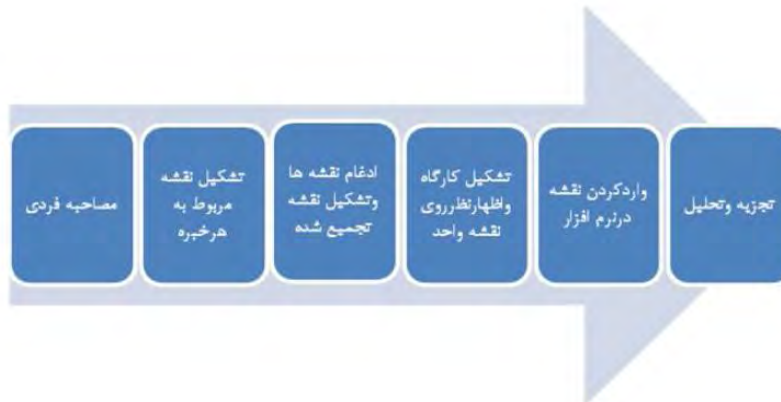 مصاحبه فردی
تشکیل نقشه
مربوط به
هرخبره
ادغام نقشه ها
وتشکیل نقشه
تجمیع شده
تشکیل کارگاه
واظهارنظرروی
نقشه واحد
واردکردن نقشه
درنرم افزار
تجزیه وتحلیل